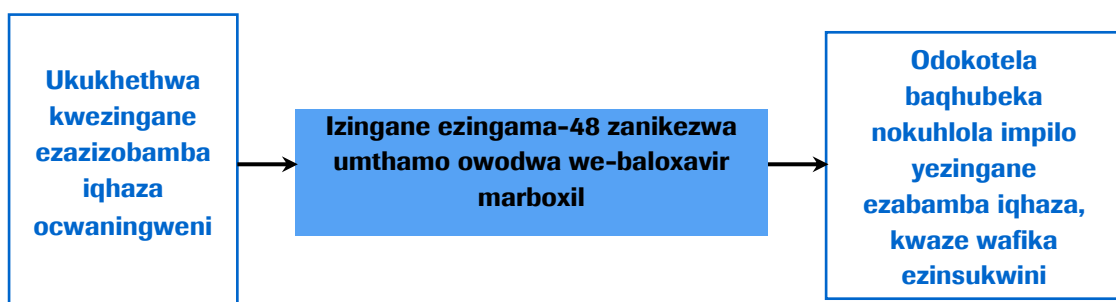 Ukukhethwa
kwezingane
ezazizobamba
iqhaza
ocwaningweni
Izingane ezingama-48 zanikezwa
umthamo owodwa we-baloxavir
marboxil
Odokotela
baqhubeka
nokuhlola impilo
yezingane
ezabamba iqhaza,
kwaze wafika
ezinsukwini